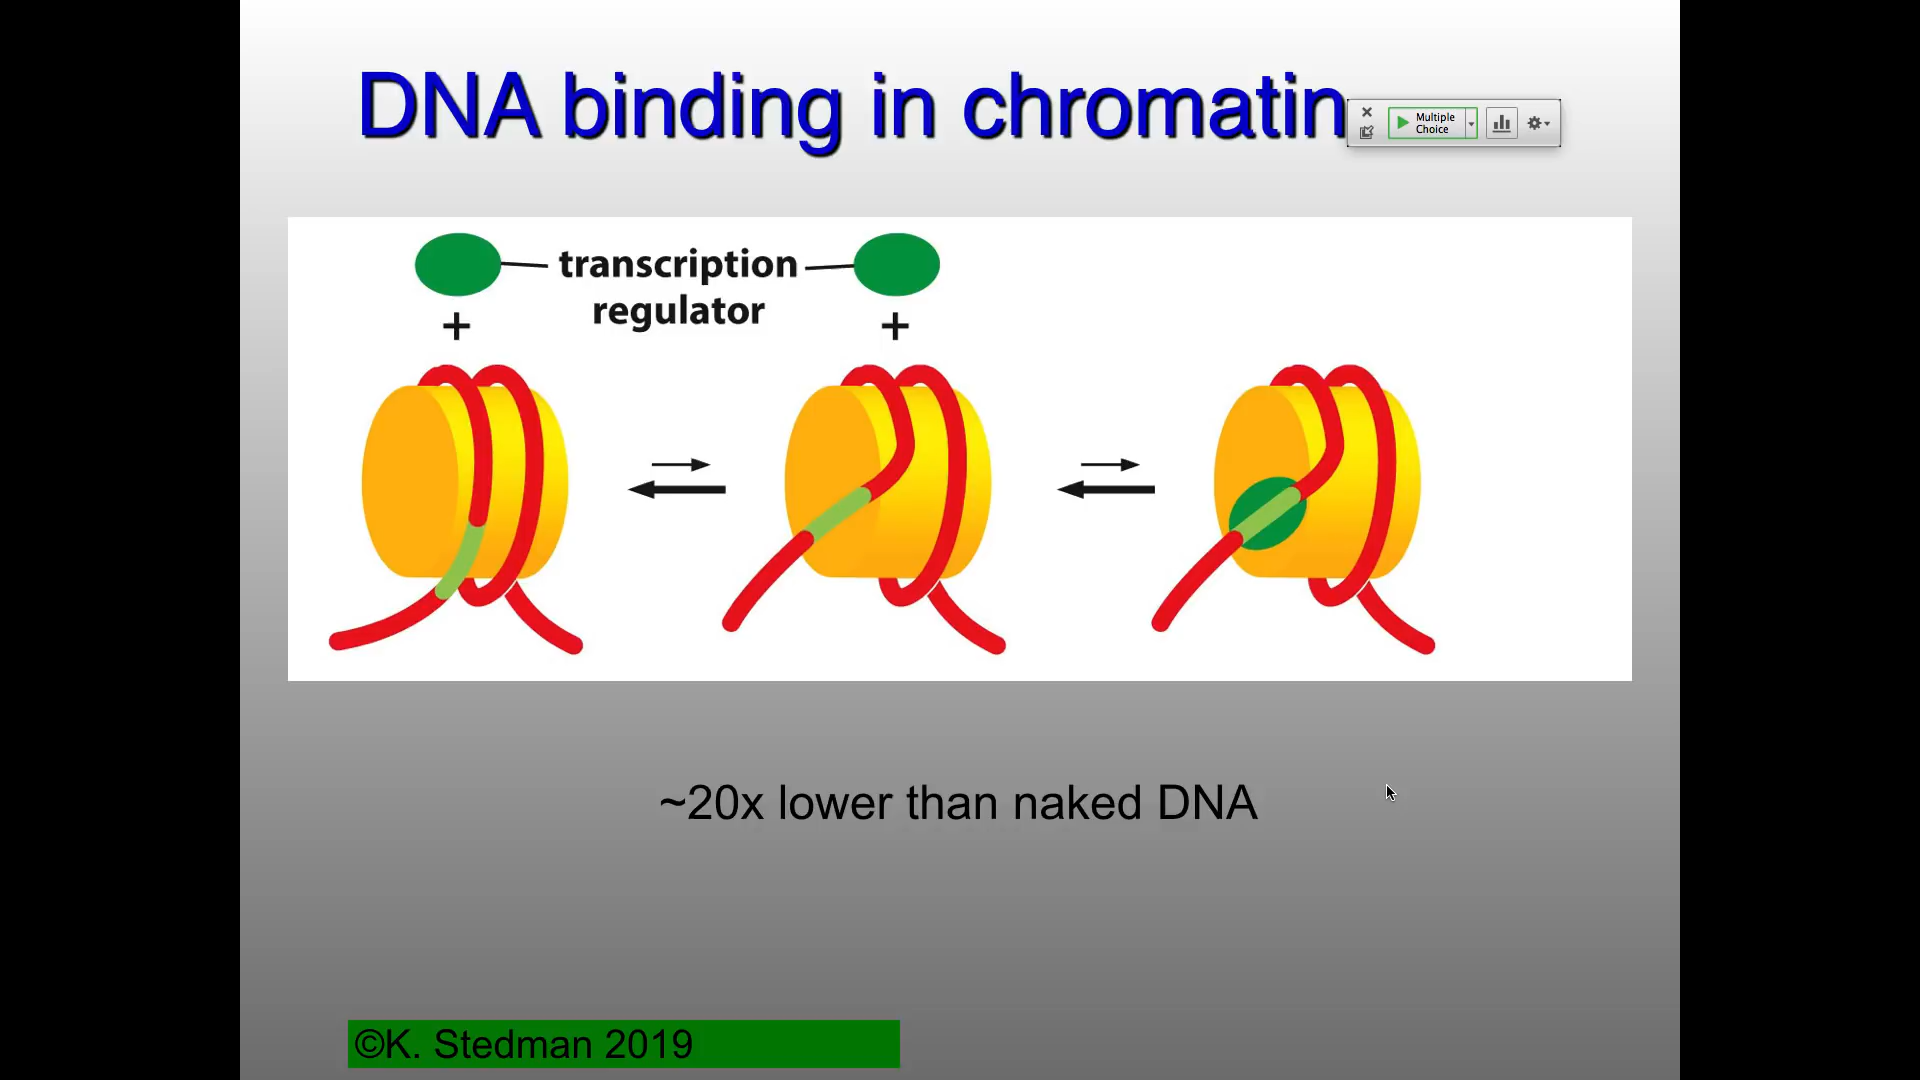 DNA binding in chromatin
Multiple
Choice
transcription
regulator
+ +
~20x lower than naked DNA
©K. Stedman 2019